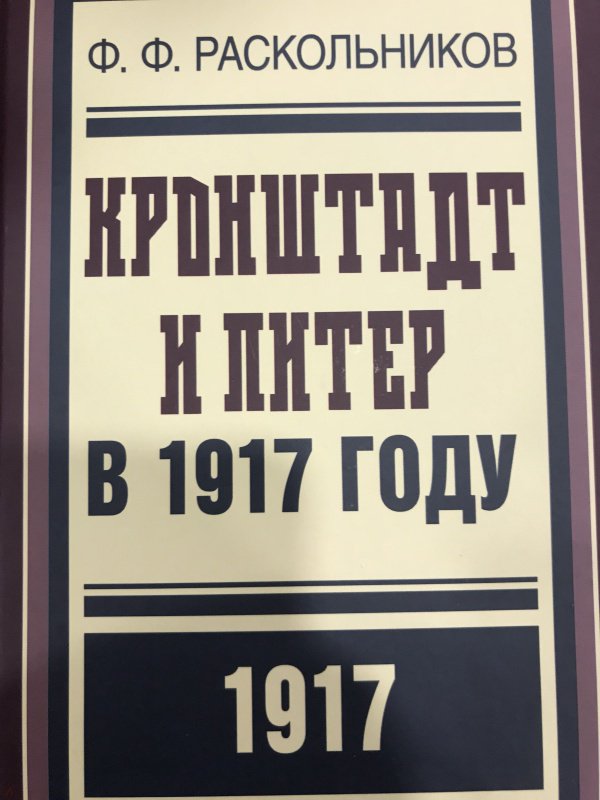 Ф. Ф. РАСКОЛЬНИКОВ
КРОНШТАДТ
И ПИТЕР
В 1917 ГОДУ
1917